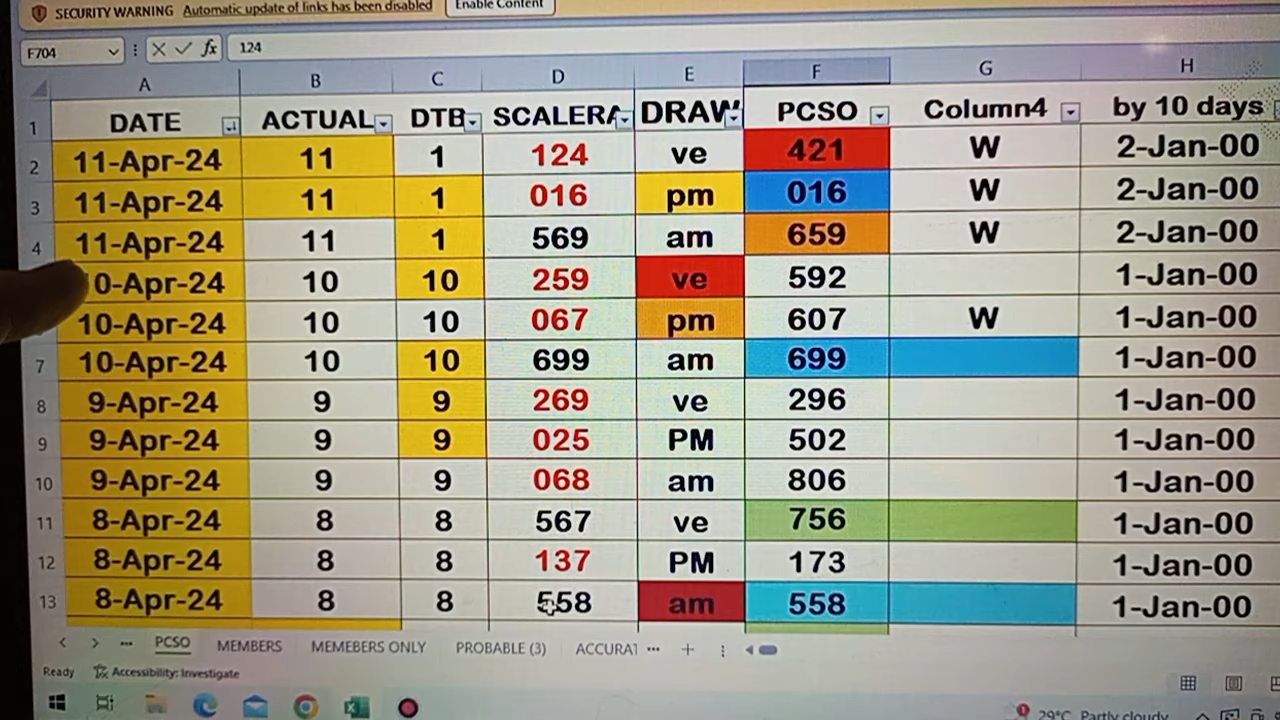 SECURITY WARNING Automatic update of links has been disabled Enable Content
F704 fx 124
A B C D E F G H
1 DATE ACTUAL DTB SCALERA DRAW PCSO Column4 by 10 days
2 11-Apr-24 11 1 124 ve 421 W 2-Jan-00
3 11-Apr-24 11 1 016 pm 016 W 2-Jan-00
4 11-Apr-24 11 1 569 am 659 W 2-Jan-00
0-Apr-24 10 10 259 ve 592 1-Jan-00
10-Apr-24 10 10 067 pm 607 W 1-Jan-00
7 10-Apr-24 10 10 699 am 699 1-Jan-00
8 9-Apr-24 9 9 269 ve 296 1-Jan-00
9 9-Apr-24 9 9 025 PM 502 1-Jan-00
10 9-Apr-24 9 9 068 am 806 1-Jan-00
11 8-Apr-24 8 8 567 ve 756 1-Jan-00
12 8-Apr-24 8 8 137 PM 173 1-Jan-00
13 8-Apr-24 8 8 558 am 558 1-Jan-00
PCSO MEMBERS MEMEBERS ONLY PROBABLE (3) ACCURAT
Ready Accessibility: Investigate
29°C Partly cloudy